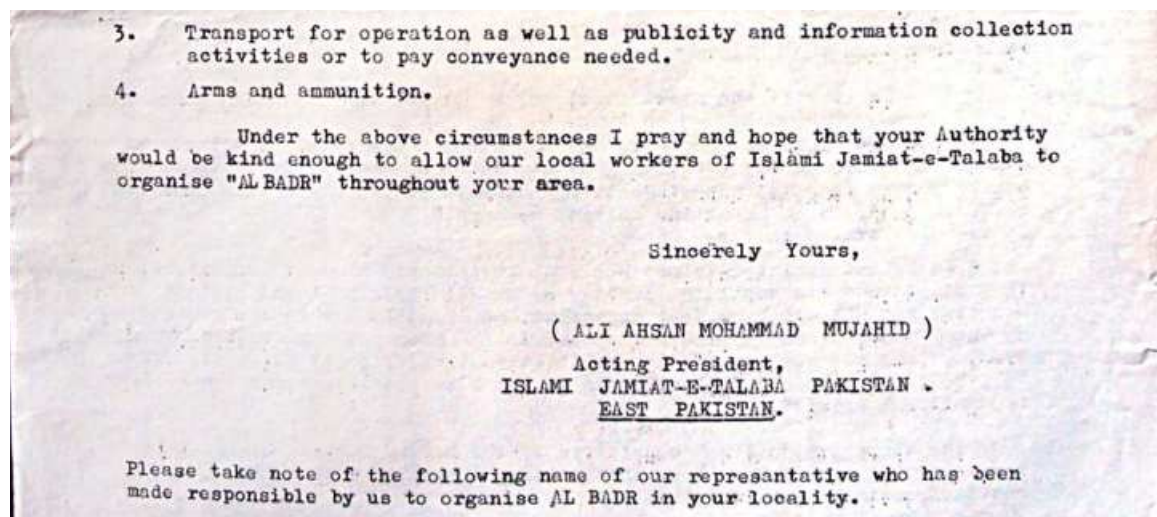 3. Transport for operation as well as publicity and information collection
activities or to pay conveyance needed.
4. Arms and ammunition.
Under the above circumstances I pray and hope that your Authority
would be kind enough to allow our local workers of Islami Jamiat-e-Talaba to
organise "AL BADR" throughout your area.
Sincerely Yours,
( ALI AHSAN MOHAMMAD MUJAHID )
Acting President,
ISLAMI JAMIAT-E-TALABA PAKISTAN .
EAST PAKISTAN.
Please take note of the following name of our represantative who has been
made responsible by us to organise AL BADR in your locality.